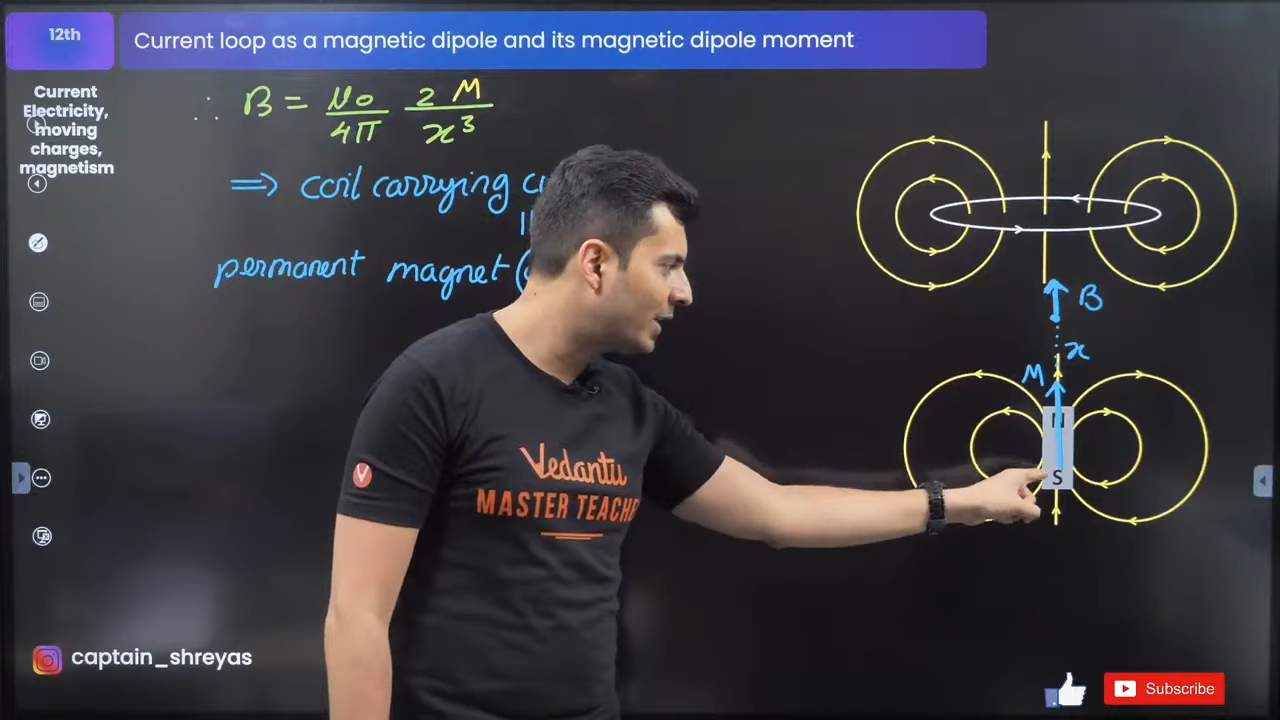 12th
Current loop as a magnetic dipole and its magnetic dipole moment
Current
Electricity,
moving
charges,
magnetism
∴ B = μ₀/4π 2M/x³
⇒ coil carrying
permanent magnet (
B
x
M
N
S
Vedantu
MASTER TEACHE
V
captain_shreyas
Subscribe